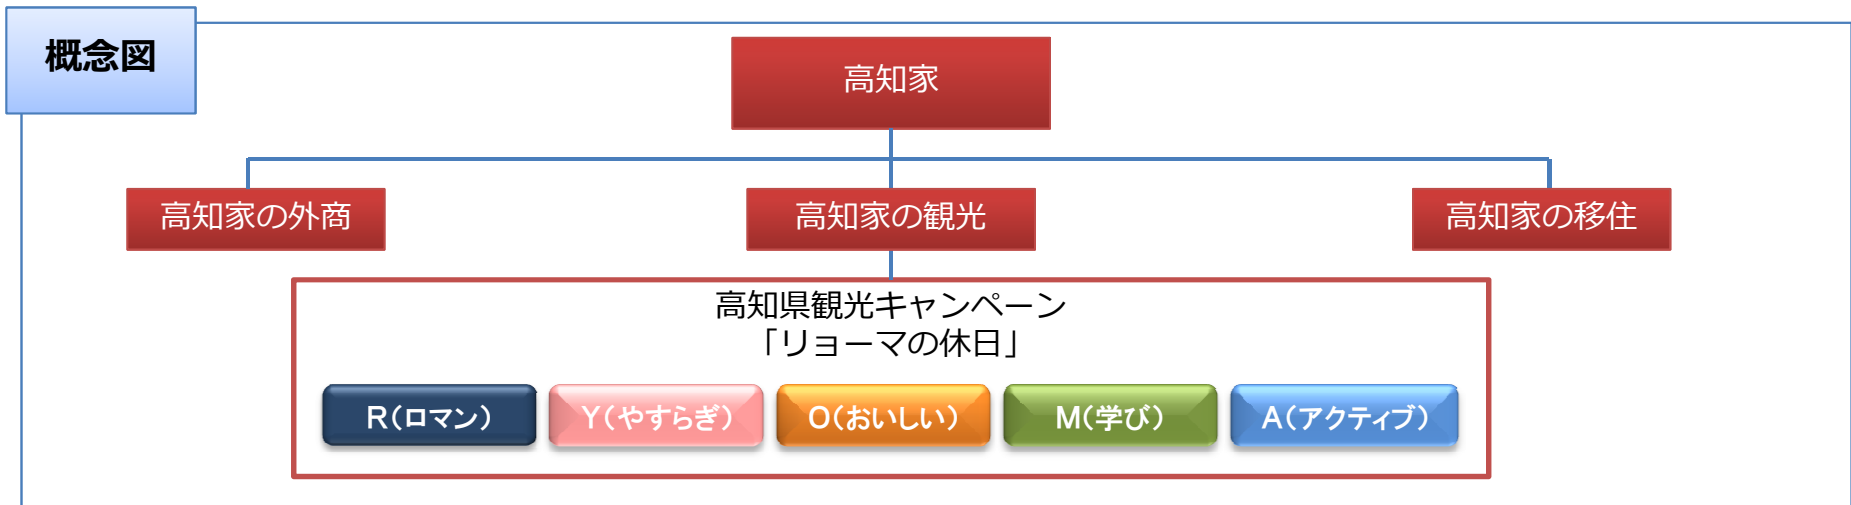 概念図
高知家
高知家の外商
高知家の観光
高知家の移住
高知県観光キャンペーン
「リョーマの休日」
R(ロマン)
Y(やすらぎ)
O(おいしい)
M(学び)
A(アクティブ)